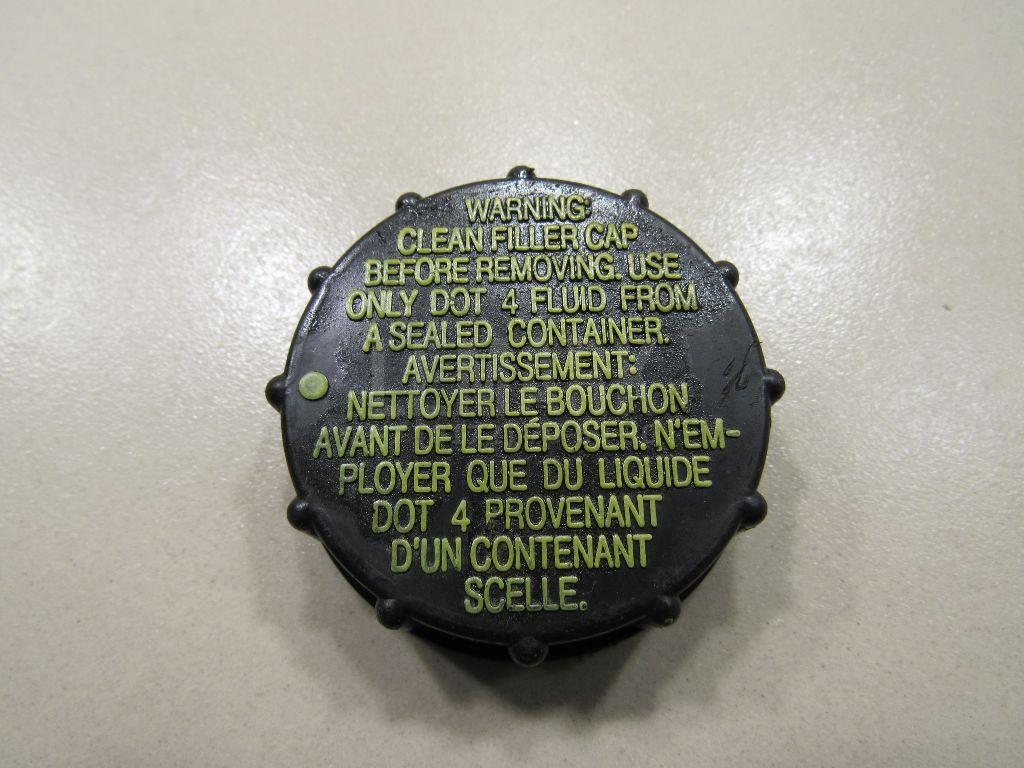 WARNING:
CLEAN FILLER CAP
BEFORE REMOVING. USE
ONLY DOT 4 FLUID FROM
A SEALED CONTAINER.
AVERTISSEMENT:
NETTOYER LE BOUCHON
AVANT DE LE DÉPOSER. N'EM-
PLOYER QUE DU LIQUIDE
DOT 4 PROVENANT
D'UN CONTENANT
SCELLE.